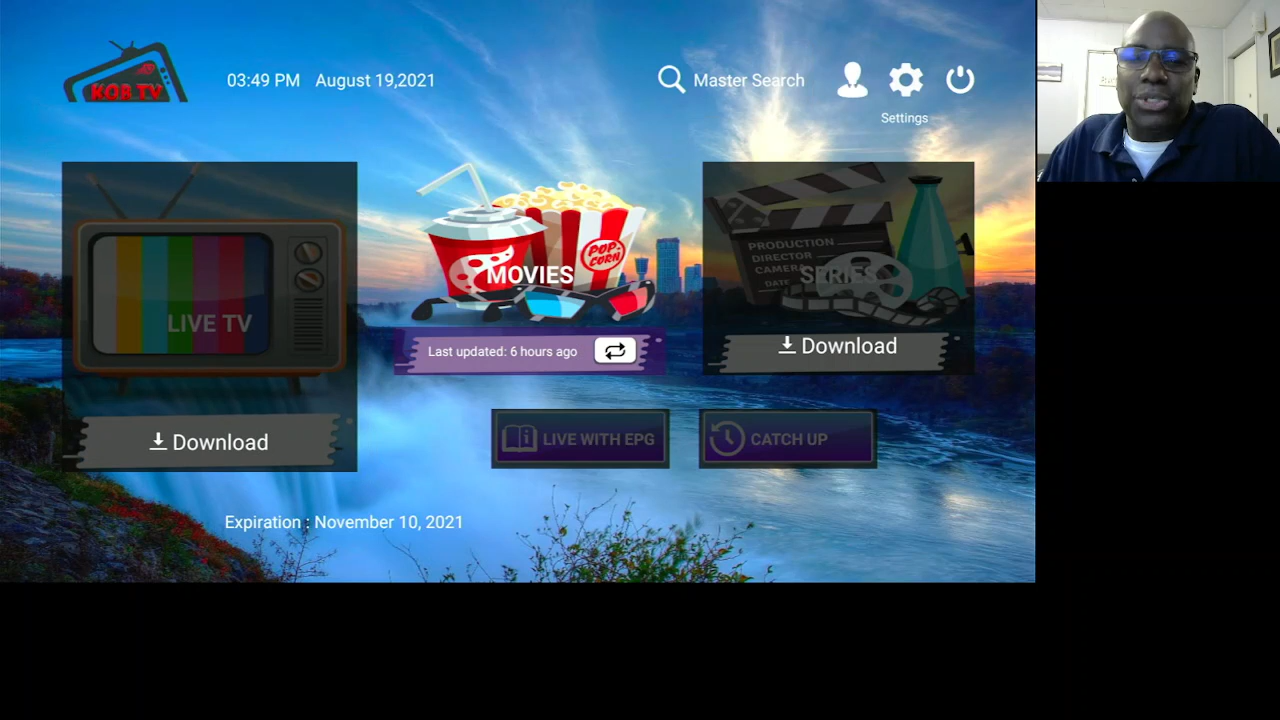 KOB TV
03:49 PM August 19,2021
Master Search
Settings
LIVE TV
Download
MOVIES
POP-
CORN
Last updated: 6 hours ago
PRODUCTION
DIRECTOR
CAMERA
DATE
SERIES
Download
LIVE WITH EPG
CATCH UP
Expiration : November 10, 2021